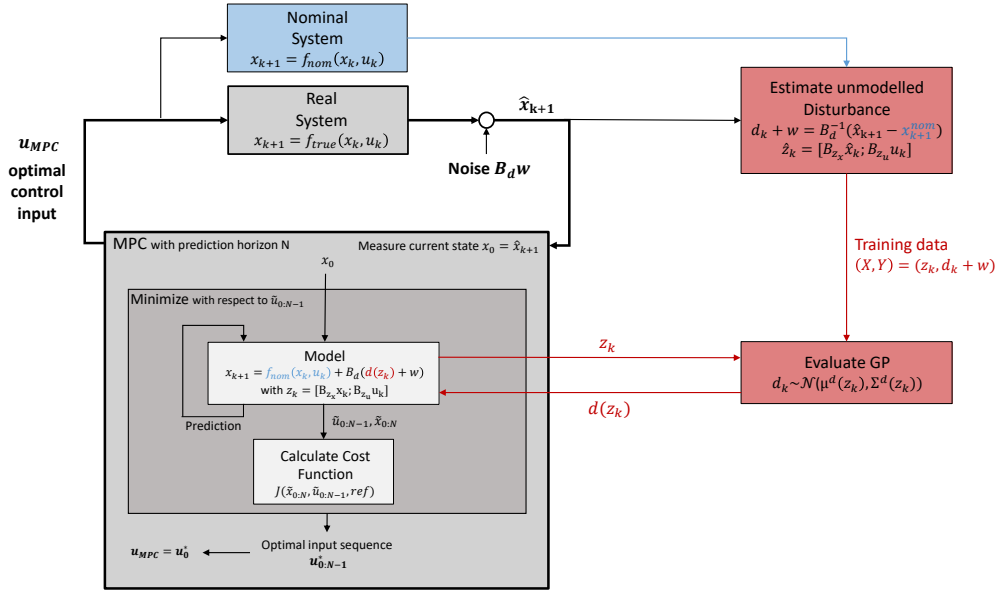 Nominal
System
x_{k+1} = f_{nom}(x_k, u_k)
Real
System
x_{k+1} = f_{true}(x_k, u_k)
x̂_{k+1}
Noise B_d w
u_{MPC}
optimal
control
input
Estimate unmodelled
Disturbance
d_k + w = B_d^{-1}(x̂_{k+1} − x_{k+1}^{nom})
ẑ_k = [B_{z_x} x̂_k; B_{z_u} u_k]
Training data
(X, Y) = (z_k, d_k + w)
MPC with prediction horizon N
Measure current state x_0 = x̂_{k+1}
x_0
Minimize with respect to ũ_{0:N−1}
Model
x_{k+1} = f_{nom}(x_k, u_k) + B_d(d(z_k) + w)
with z_k = [B_{z_x} x_k; B_{z_u} u_k]
Prediction
ũ_{0:N−1}, x̃_{0:N}
z_k
d(z_k)
Evaluate GP
d_k~𝒩(μ^d(z_k), Σ^d(z_k))
Calculate Cost
Function
J(x̃_{0:N}, ũ_{0:N−1}, ref)
Optimal input sequence
u^*_{0:N−1}
u_{MPC} = u^*_0